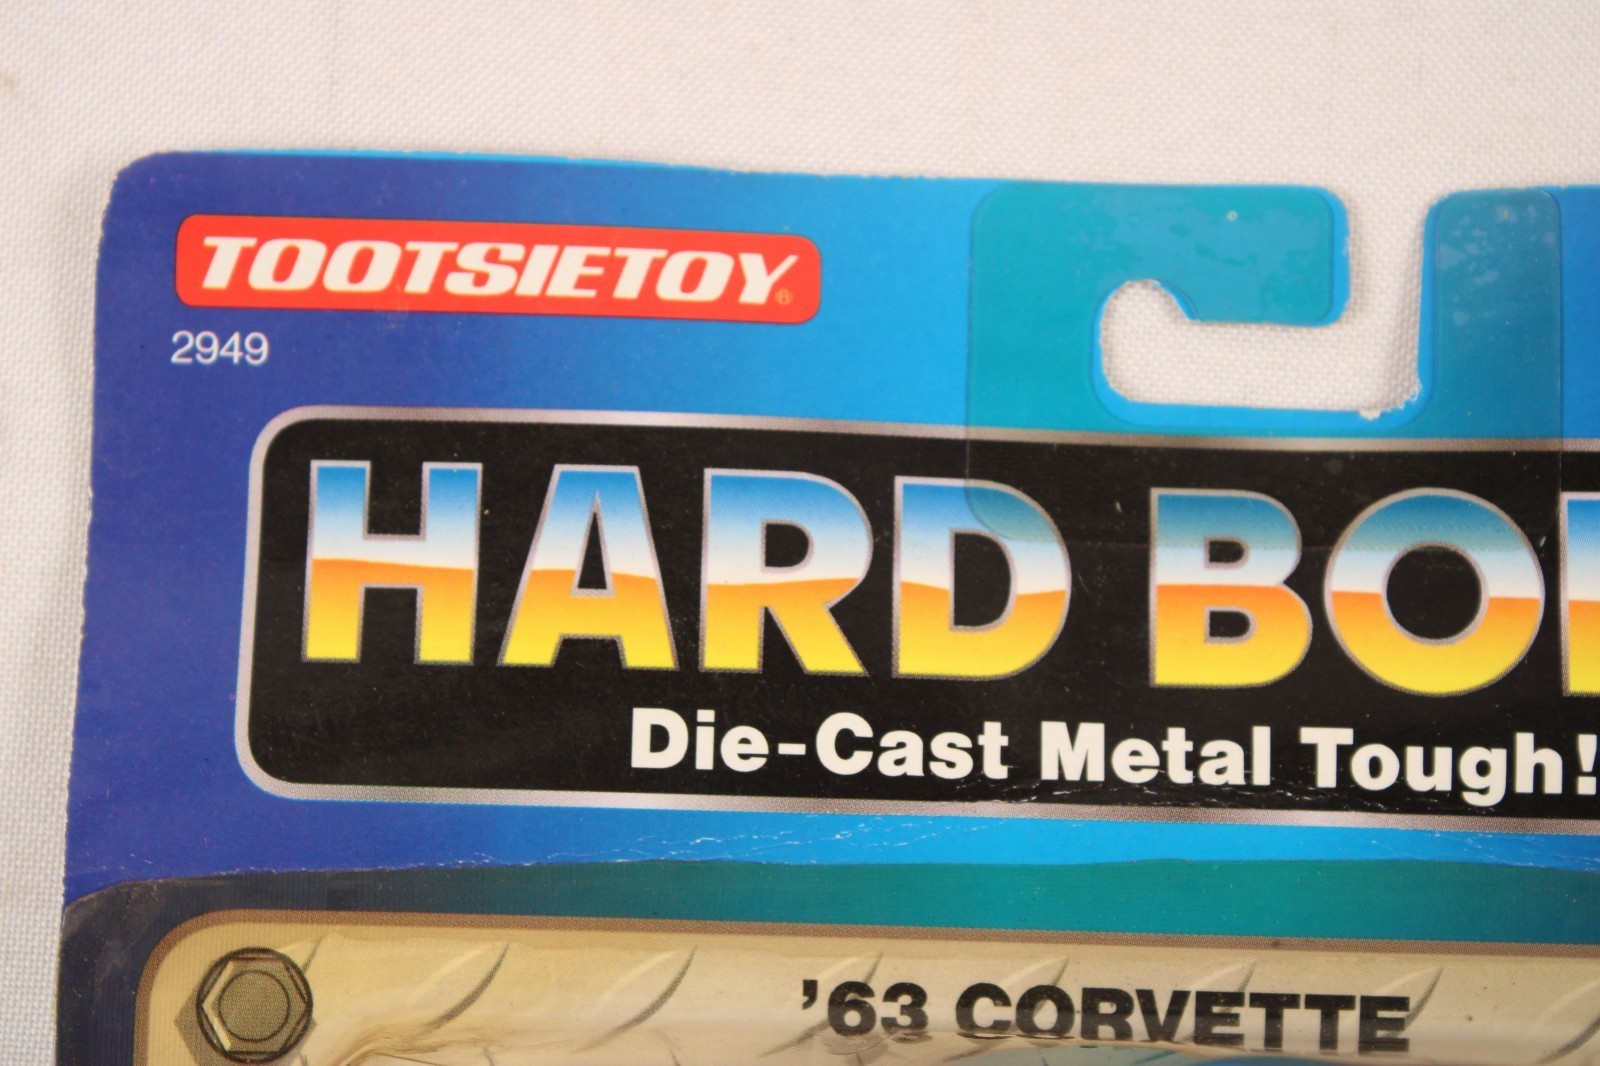 TOOTSIETOY®
2949
HARD BO
Die-Cast Metal Tough!
'63 CORVETTE